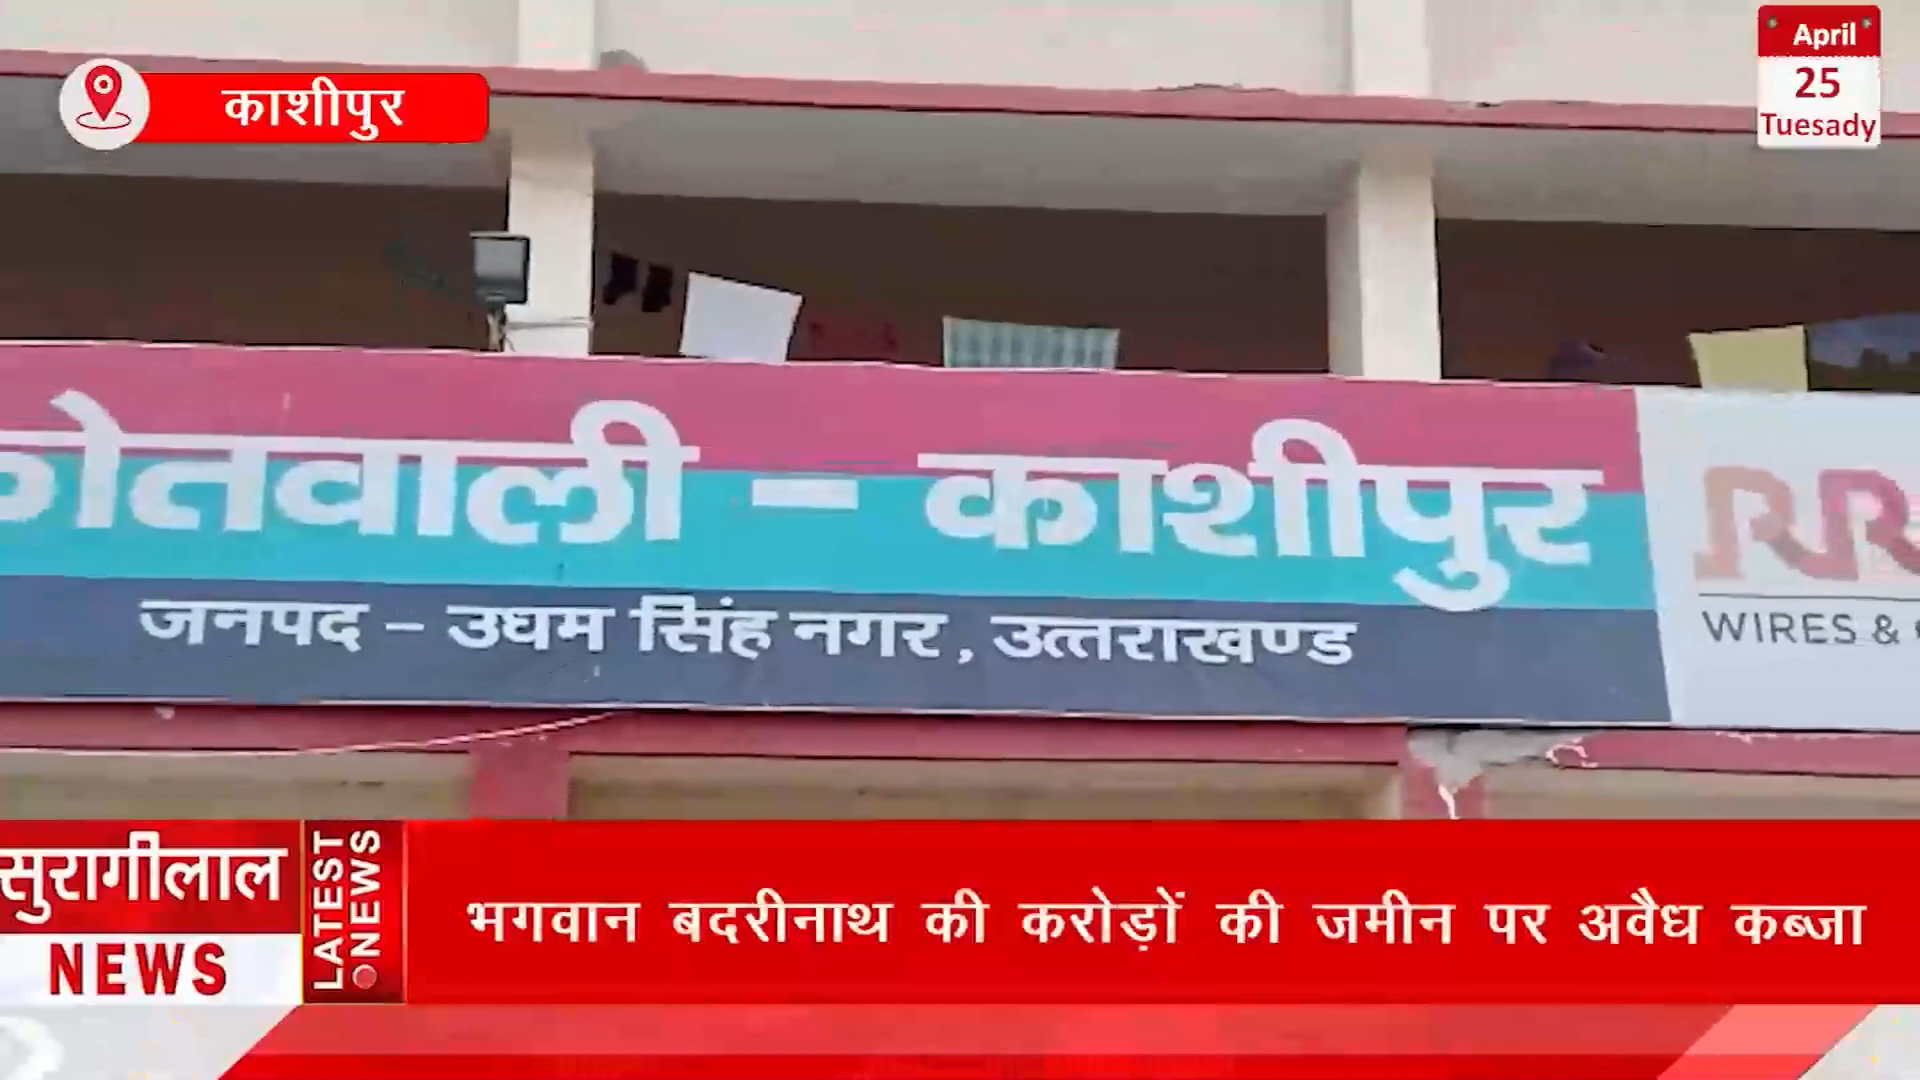 काशीपुर
April
25
Tuesady
कोतवाली - काशीपुर
जनपद - उधम सिंह नगर, उत्तराखण्ड
WIRES &
सुरागीलाल
NEWS
LATEST
NEWS
भगवान बदरीनाथ की करोड़ों की जमीन पर अवैध कब्जा